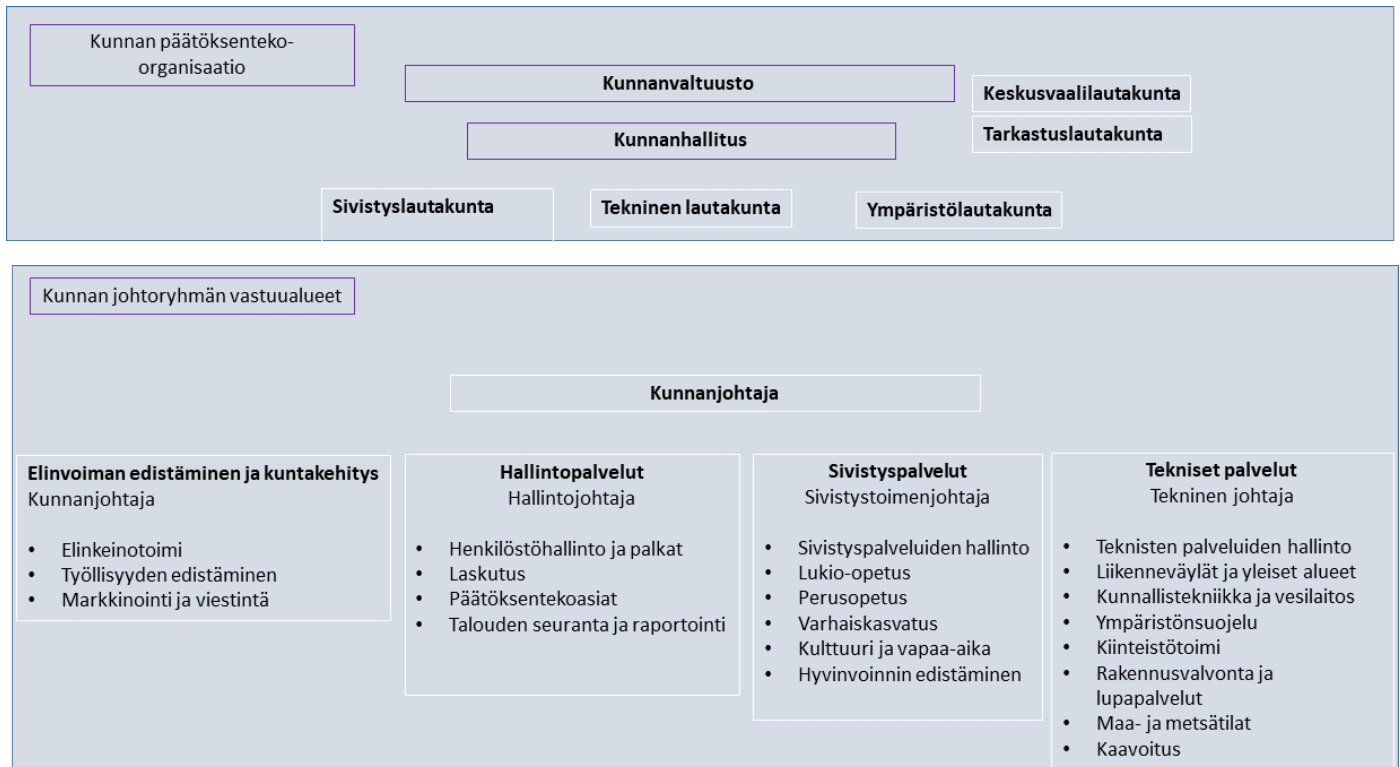 Kunnan päätöksenteko-
organisaatio
Kunnanvaltuusto
Keskusvaalilautakunta
Kunnanhallitus
Tarkastuslautakunta
Sivistyslautakunta
Tekninen lautakunta
Ympäristölautakunta
Kunnan johtoryhmän vastuualueet
Kunnanjohtaja
Elinvoiman edistäminen ja kuntakehitys
Kunnanjohtaja
• Elinkeinotoimi
• Työllisyyden edistäminen
• Markkinointi ja viestintä
Hallintopalvelut
Hallintojohtaja
• Henkilöstöhallinto ja palkat
• Laskutus
• Päätöksentekoasiat
• Talouden seuranta ja raportointi
Sivistyspalvelut
Sivistystoimenjohtaja
• Sivistyspalveluiden hallinto
• Lukio-opetus
• Perusopetus
• Varhaiskasvatus
• Kulttuuri ja vapaa-aika
• Hyvinvoinnin edistäminen
Tekniset palvelut
Tekninen johtaja
• Teknisten palveluiden hallinto
• Liikenneväylät ja yleiset alueet
• Kunnallistekniikka ja vesilaitos
• Ympäristönsuojelu
• Kiinteistötoimi
• Rakennusvalvonta ja
lupapalvelut
• Maa- ja metsätilat
• Kaavoitus